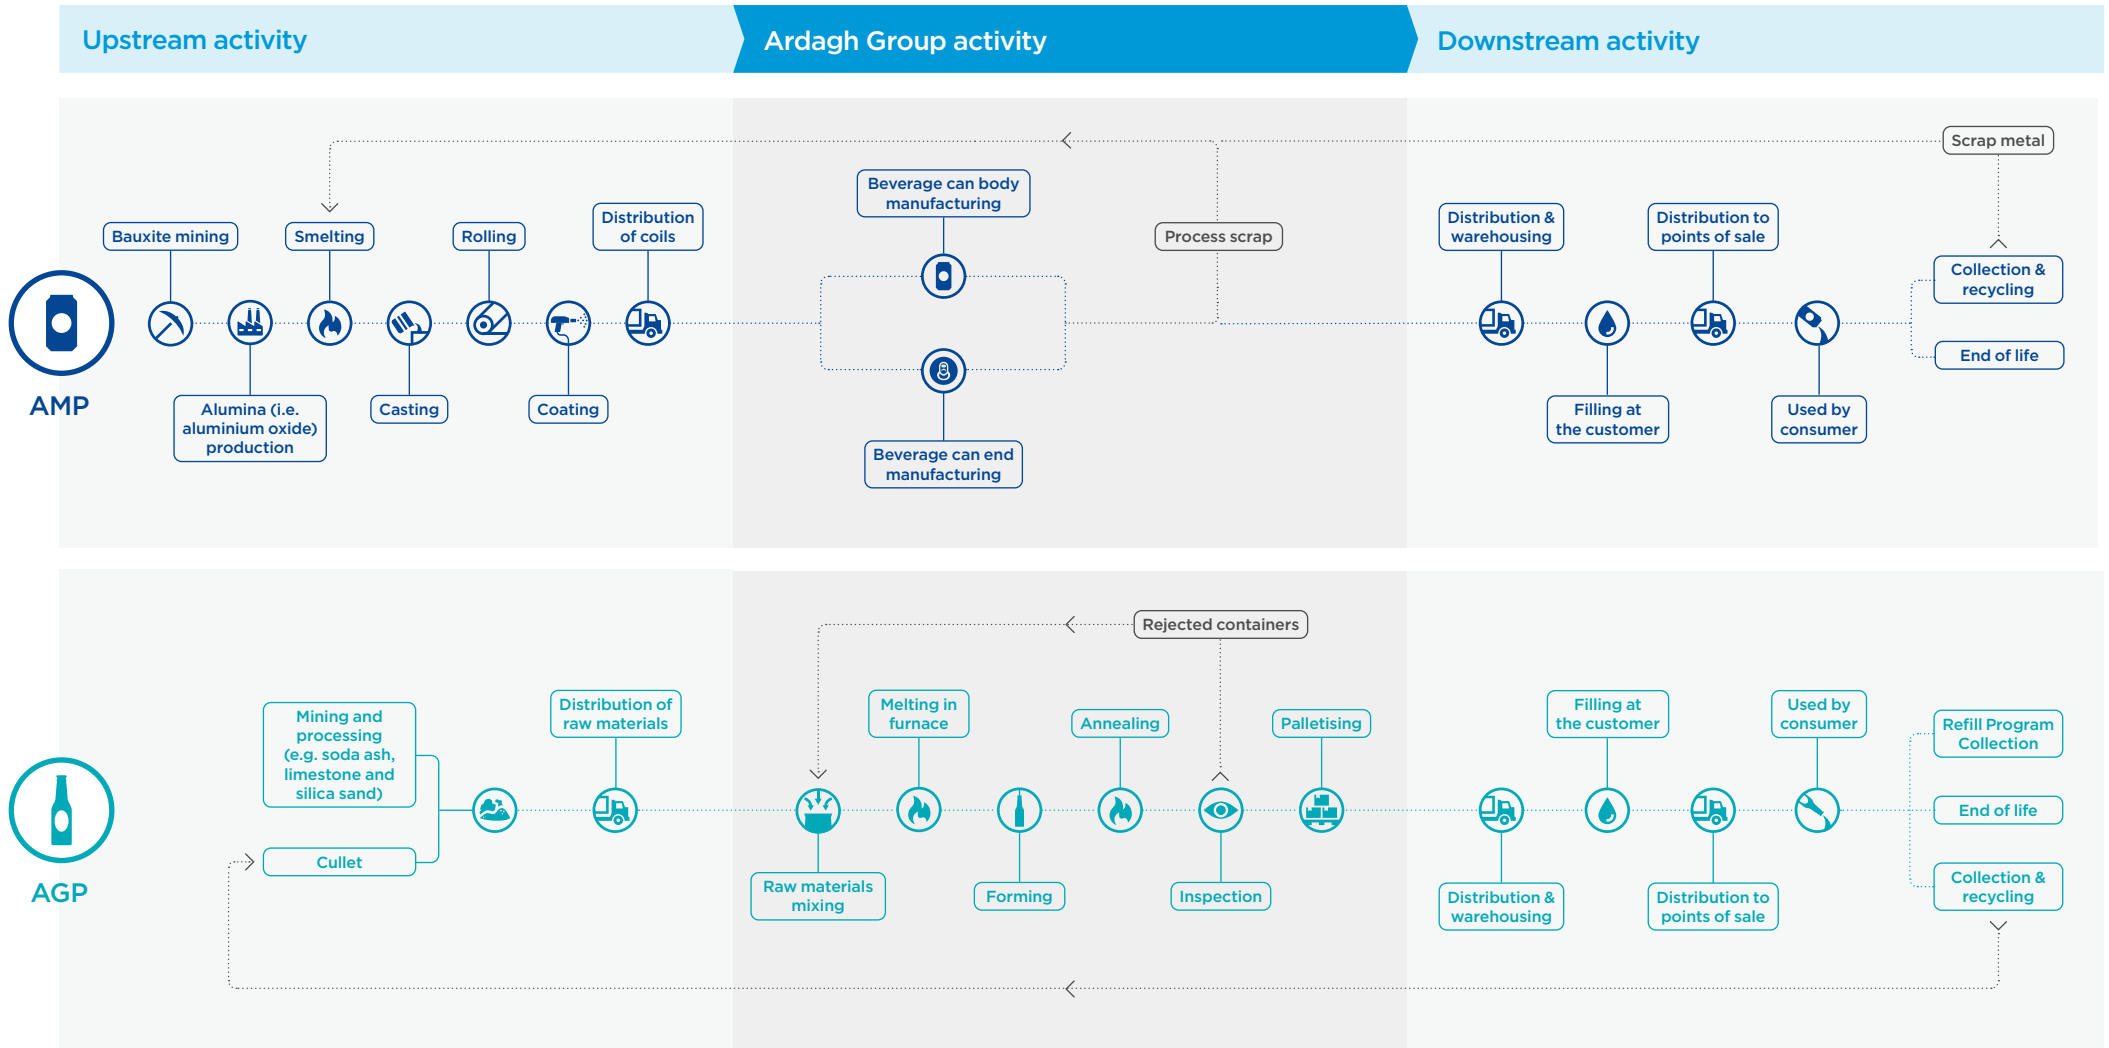 Upstream activity
Ardagh Group activity
Downstream activity
Scrap metal
Beverage can body
manufacturing
Bauxite mining
Smelting
Rolling
Distribution
of coils
Process scrap
Distribution &
warehousing
Distribution to
points of sale
Collection &
recycling
End of life
AMP
Alumina (i.e.
aluminium oxide)
production
Casting
Coating
Beverage can end
manufacturing
Filling at
the customer
Used by
consumer
Rejected containers
Mining and
processing
(e.g. soda ash,
limestone and
silica sand)
Distribution of
raw materials
Melting in
furnace
Annealing
Palletising
Filling at
the customer
Used by
consumer
Refill Program
Collection
End of life
AGP
Cullet
Raw materials
mixing
Forming
Inspection
Distribution &
warehousing
Distribution to
points of sale
Collection &
recycling